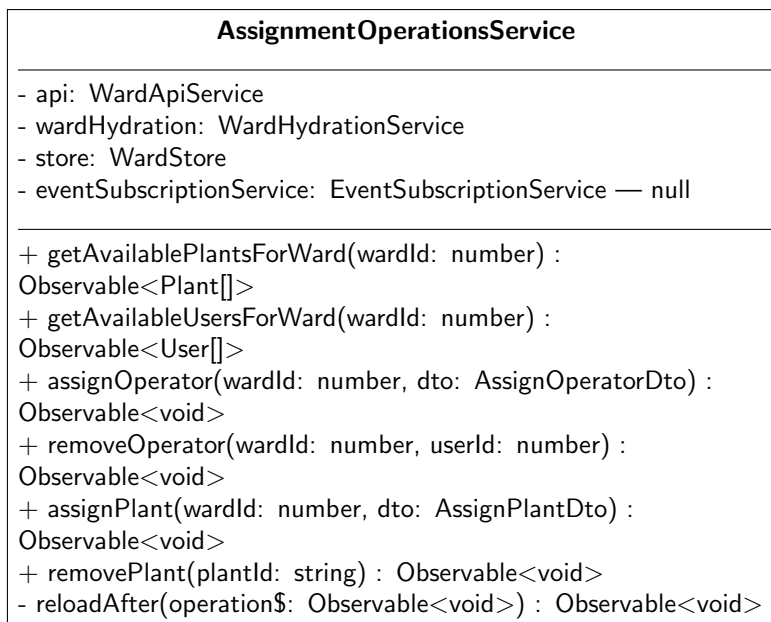 AssignmentOperationsService
- api: WardApiService
- wardHydration: WardHydrationService
- store: WardStore
- eventSubscriptionService: EventSubscriptionService — null
+ getAvailablePlantsForWard(wardId: number) :
Observable<Plant[]>
+ getAvailableUsersForWard(wardId: number) :
Observable<User[]>
+ assignOperator(wardId: number, dto: AssignOperatorDto) :
Observable<void>
+ removeOperator(wardId: number, userId: number) :
Observable<void>
+ assignPlant(wardId: number, dto: AssignPlantDto) :
Observable<void>
+ removePlant(plantId: string) : Observable<void>
- reloadAfter(operation$: Observable<void>) : Observable<void>